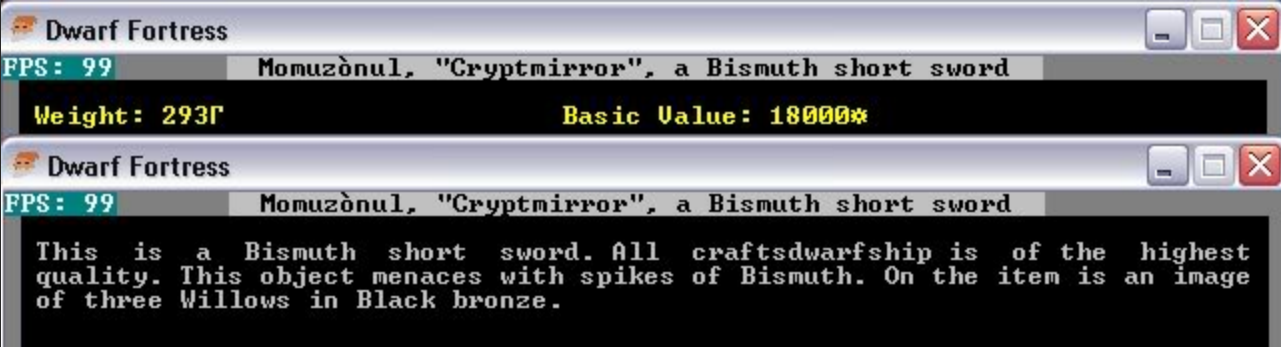 Dwarf Fortress
FPS: 99 Momuzònul, "Cryptmirror", a Bismuth short sword
Weight: 293Γ Basic Value: 18000☼
Dwarf Fortress
FPS: 99 Momuzònul, "Cryptmirror", a Bismuth short sword
This is a Bismuth short sword. All craftsdwarfship is of the highest
quality. This object menaces with spikes of Bismuth. On the item is an image
of three Willows in Black bronze.